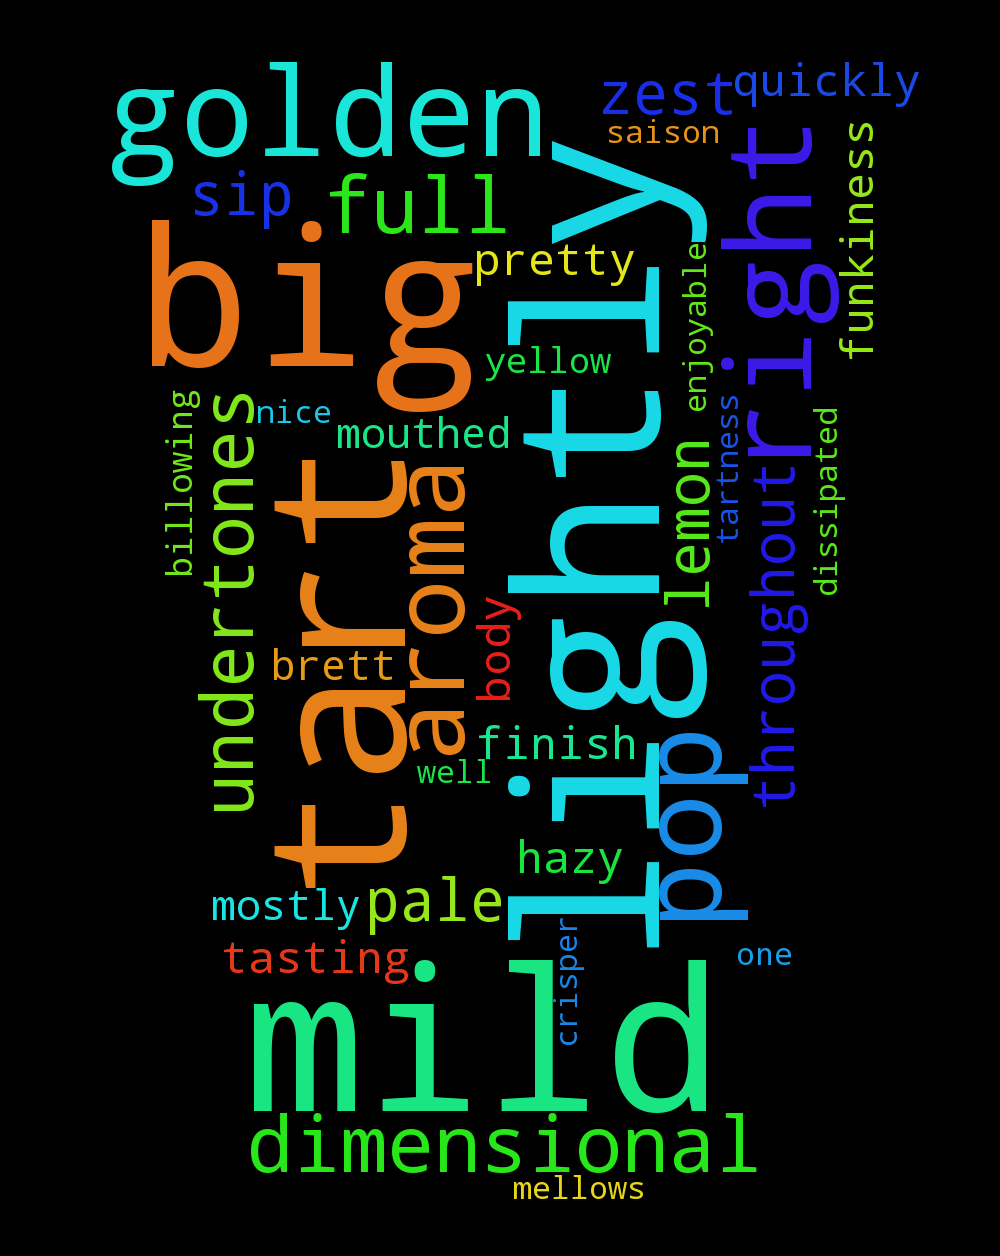 golden
zest
quickly
saison
sip
full
big
pretty
lightly
right
funkiness
enjoyable
yellow
nice
mouthed
billowing
undertones
tart
aroma
lemon
tartness
dissipated
throughout
brett
body
finish
well
pop
hazy
mostly
pale
tasting
crisper
one
mild
dimensional
mellows